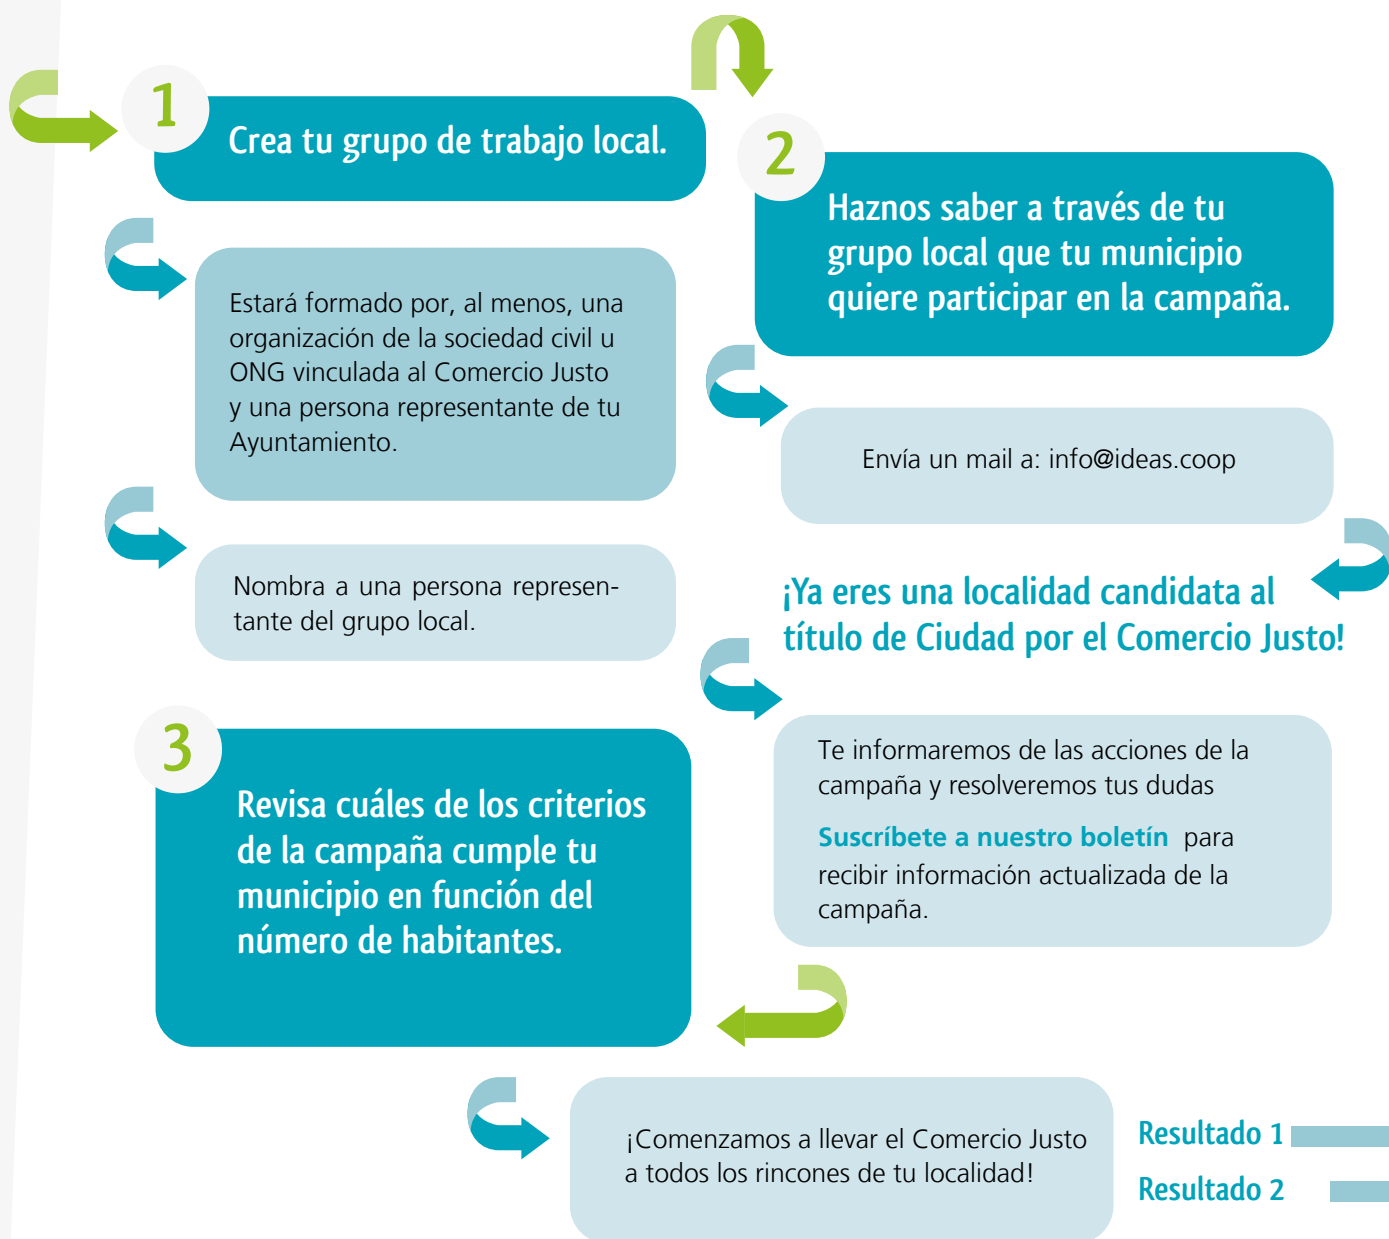 1
Crea tu grupo de trabajo local.
Estará formado por, al menos, una
organización de la sociedad civil u
ONG vinculada al Comercio Justo
y una persona representante de tu
Ayuntamiento.
Nombra a una persona represen-
tante del grupo local.
2
Haznos saber a través de tu
grupo local que tu municipio
quiere participar en la campaña.
Envía un mail a: info@ideas.coop
¡Ya eres una localidad candidata al
título de Ciudad por el Comercio Justo!
Te informaremos de las acciones de la
campaña y resolveremos tus dudas
Suscríbete a nuestro boletín para
recibir información actualizada de la
campaña.
3
Revisa cuáles de los criterios
de la campaña cumple tu
municipio en función del
número de habitantes.
¡Comenzamos a llevar el Comercio Justo
a todos los rincones de tu localidad!
Resultado 1
Resultado 2